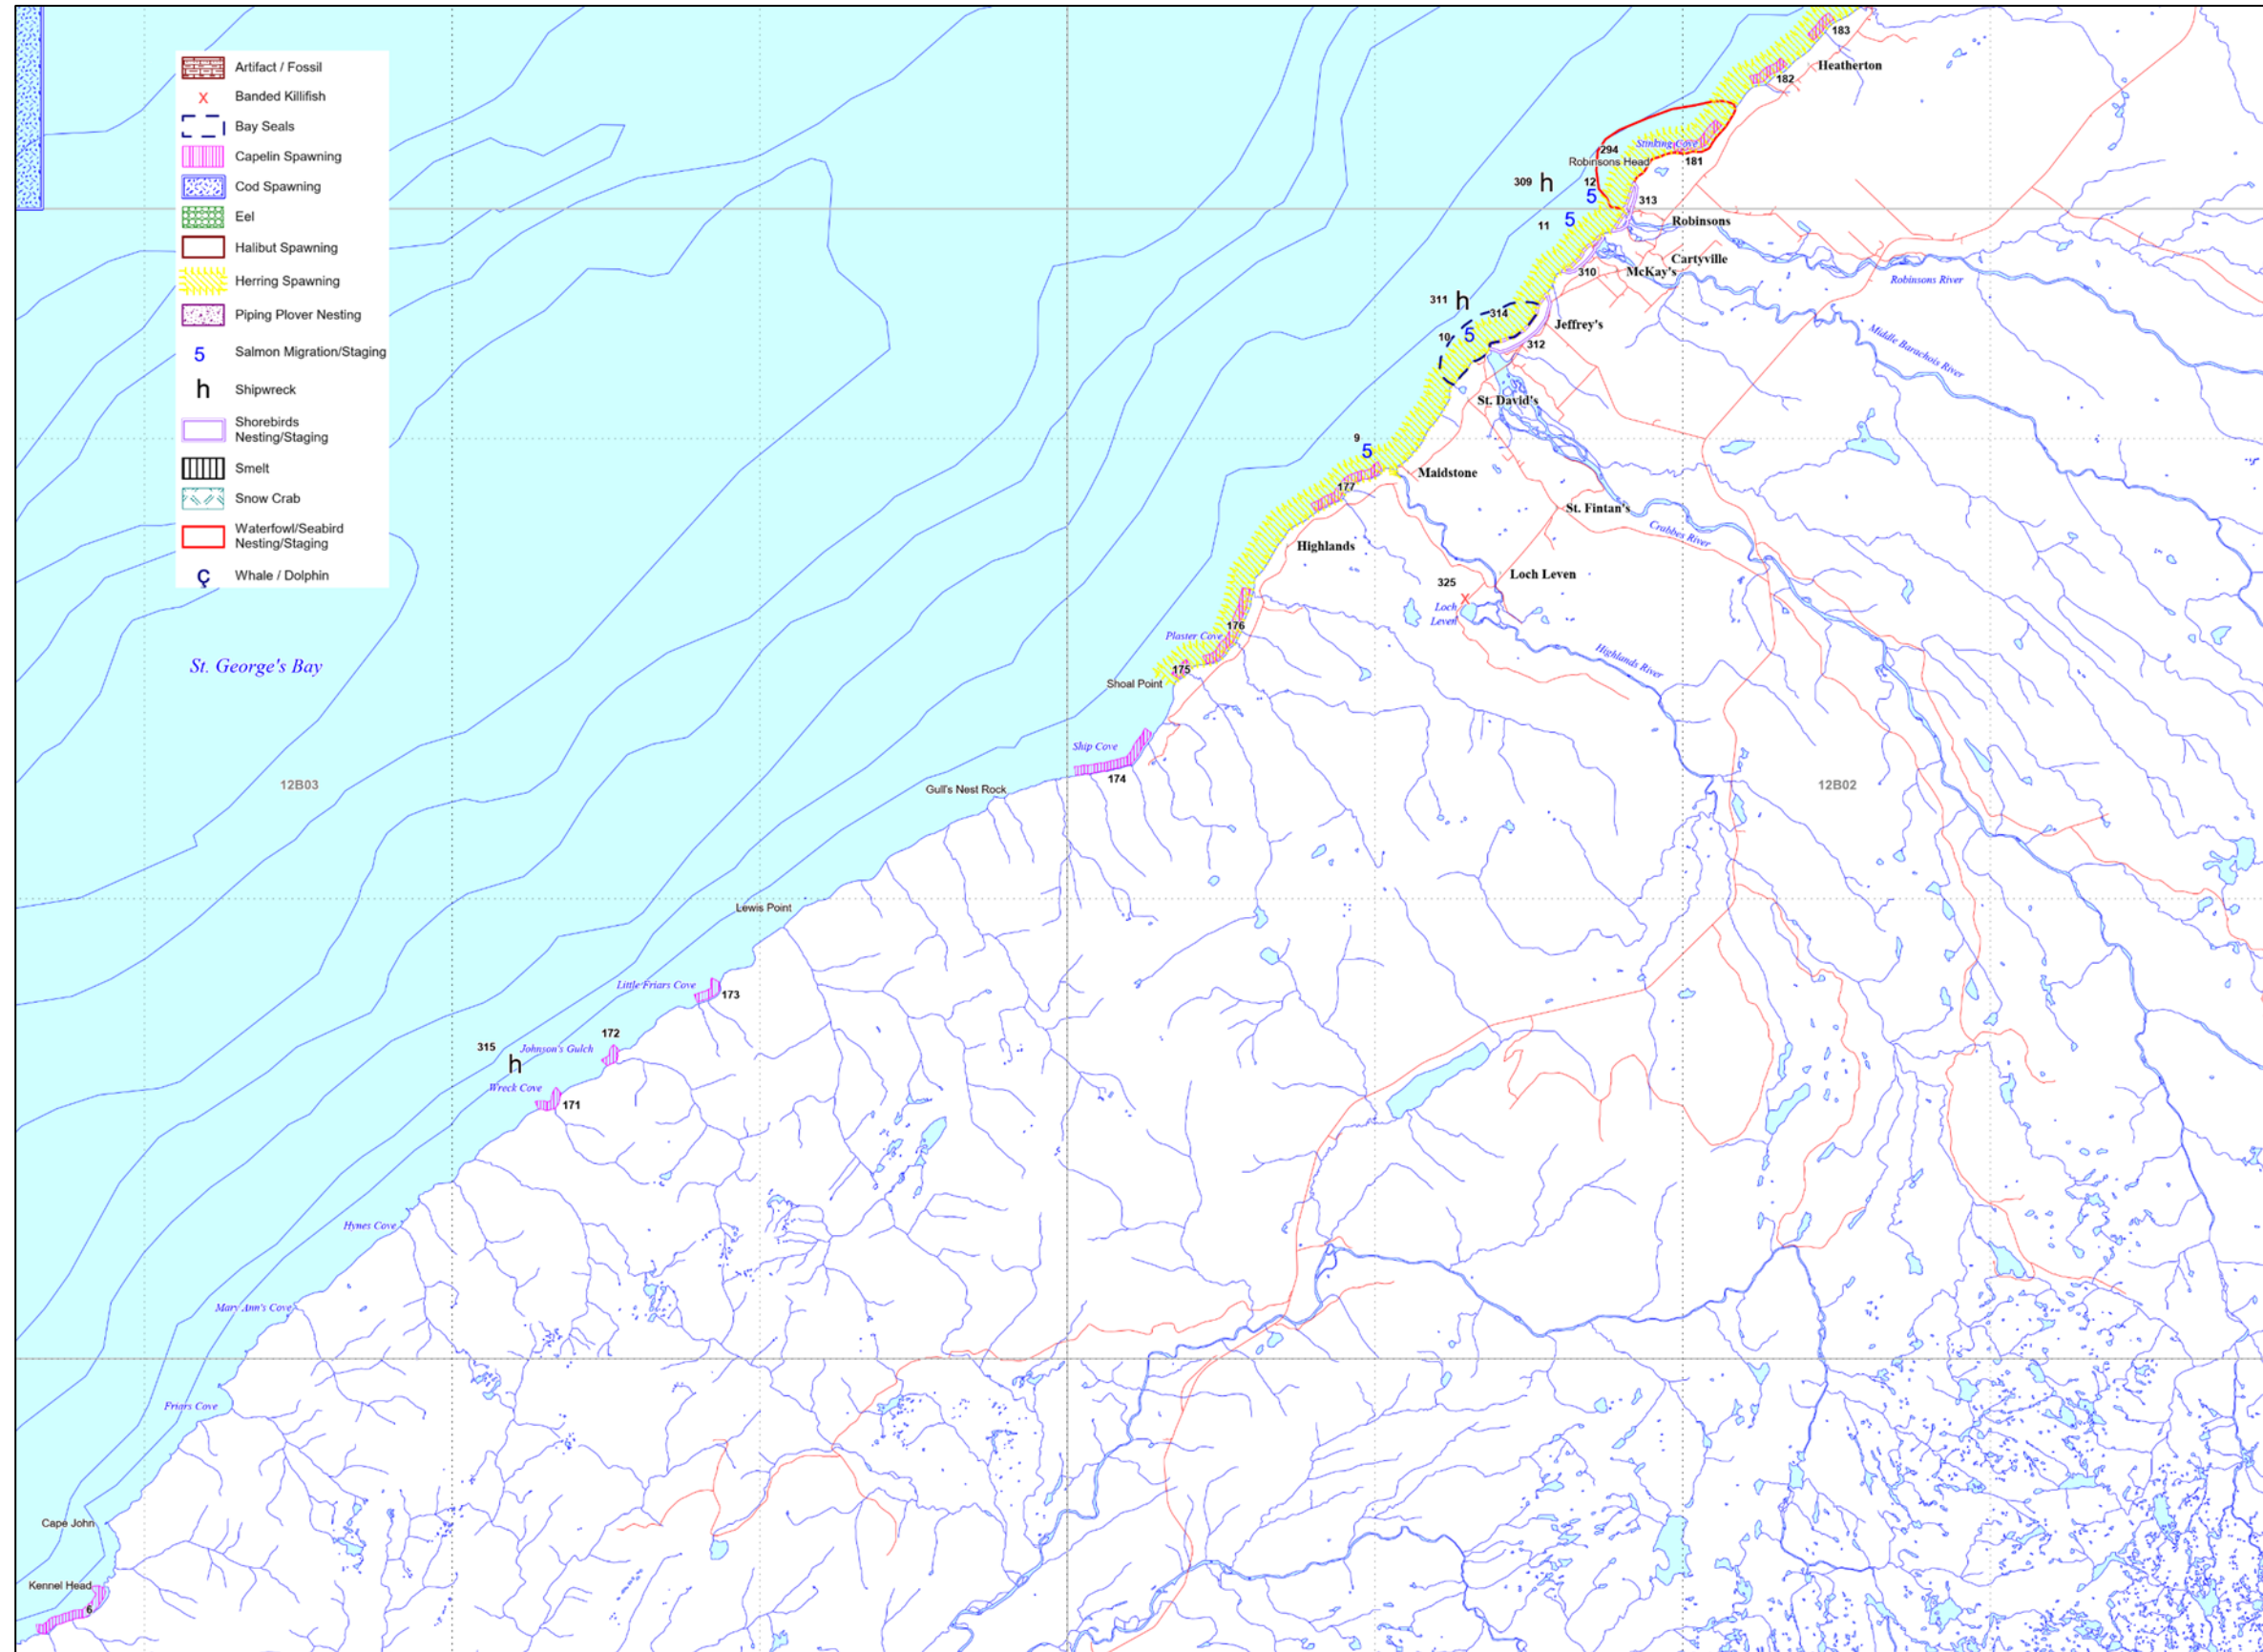 Artifact / Fossil
x Banded Killifish
Bay Seals
Capelin Spawning
Cod Spawning
Eel
Halibut Spawning
Herring Spawning
Piping Plover Nesting
5 Salmon Migration/Staging
h Shipwreck
Shorebirds
Nesting/Staging
Smelt
Snow Crab
Waterfowl/Seabird
Nesting/Staging
ç Whale / Dolphin
183
Heatherton
182
294
Stinking Cove
Robinsons Head
181
309 h
12
5
313
5
11
Robinsons
Cartyville
310
McKay's
Robinsons River
311 h
314
Jeffrey's
10
5
312
Middle Barachois River
St. David's
9
5
Maidstone
177
St. Fintan's
Crabbes River
Highlands
Loch Leven
325
x
Loch
Leven
176
Plaster Cove
175
Highlands River
Shoal Point
St. George's Bay
Ship Cove
174
12B03
12B02
Gull's Nest Rock
Lewis Point
Little Friars Cove
173
172
315
Johnson's Gulch
h
Wreck Cove
171
Hynes Cove
Mary Ann's Cove
Friars Cove
Cape John
Kennel Head
6